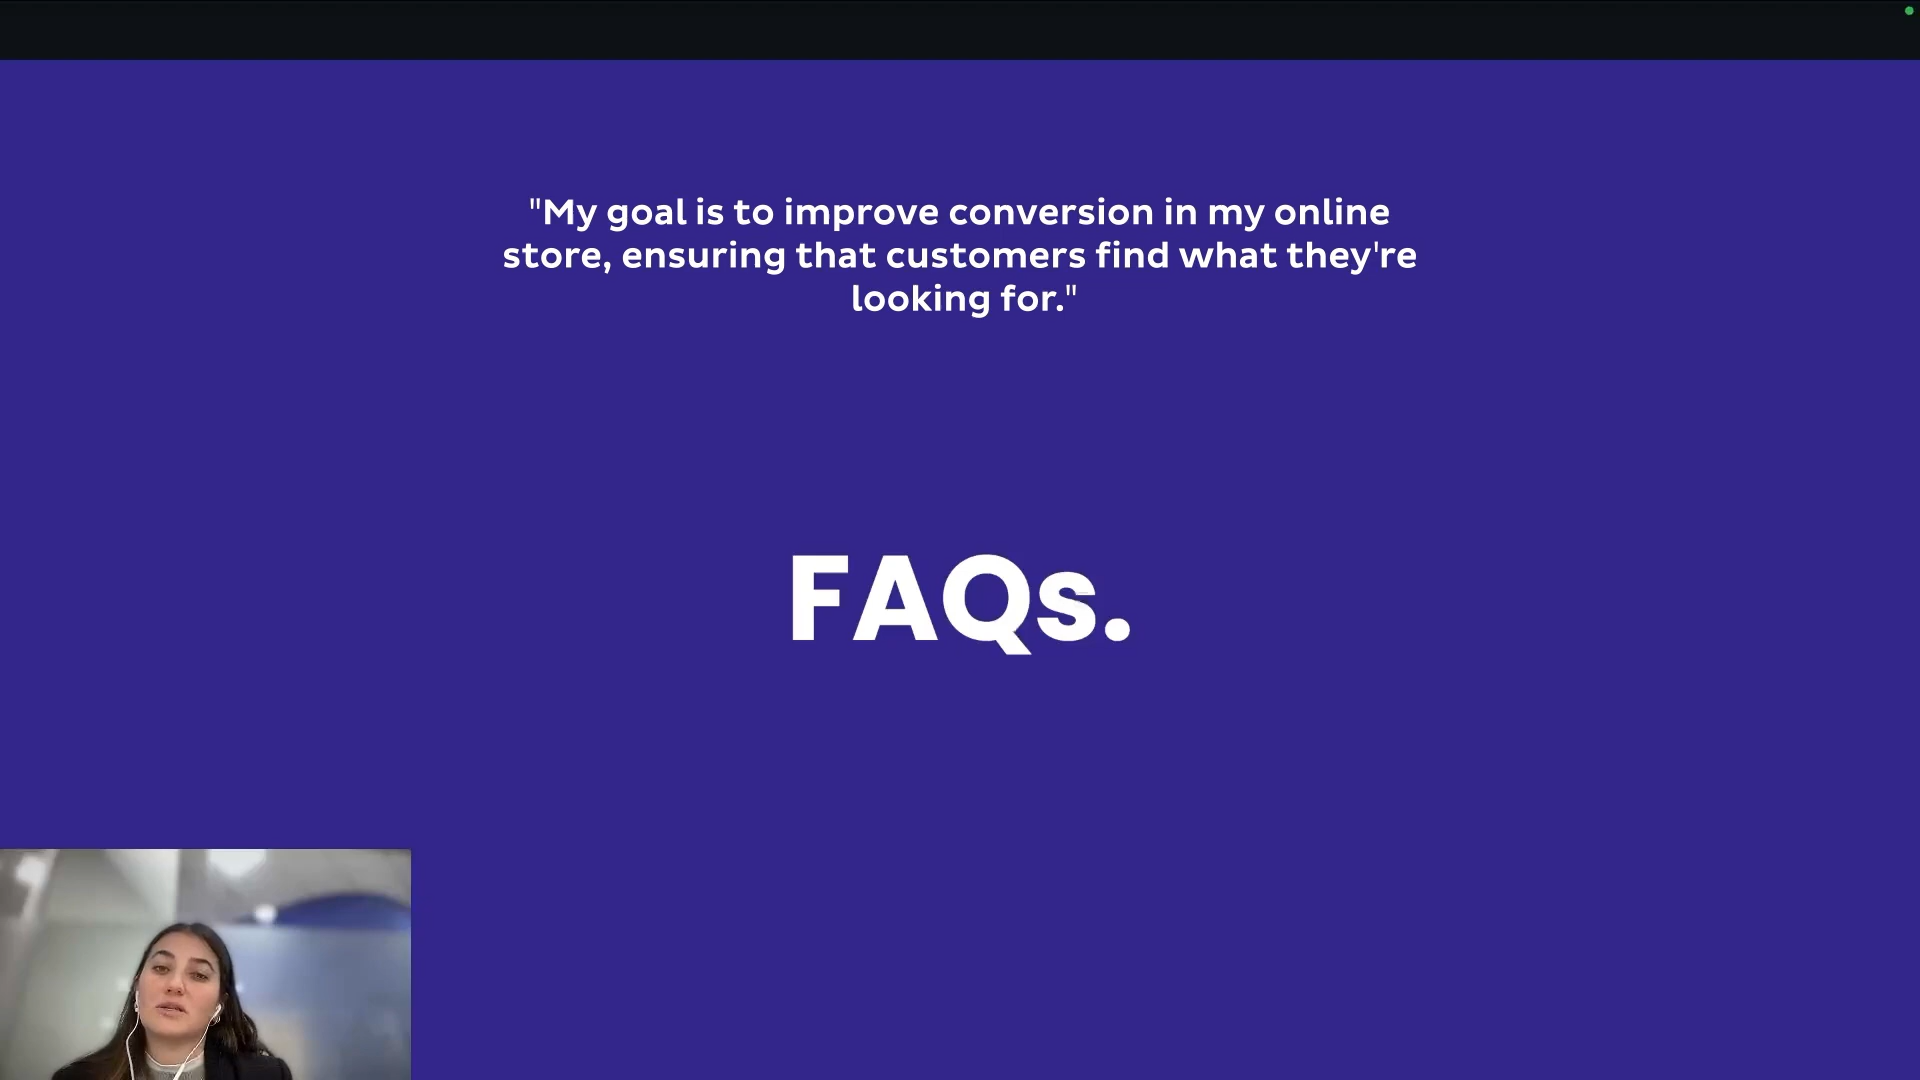 "My goal is to improve conversion in my online
store, ensuring that customers find what they're
looking for."
FAQs.